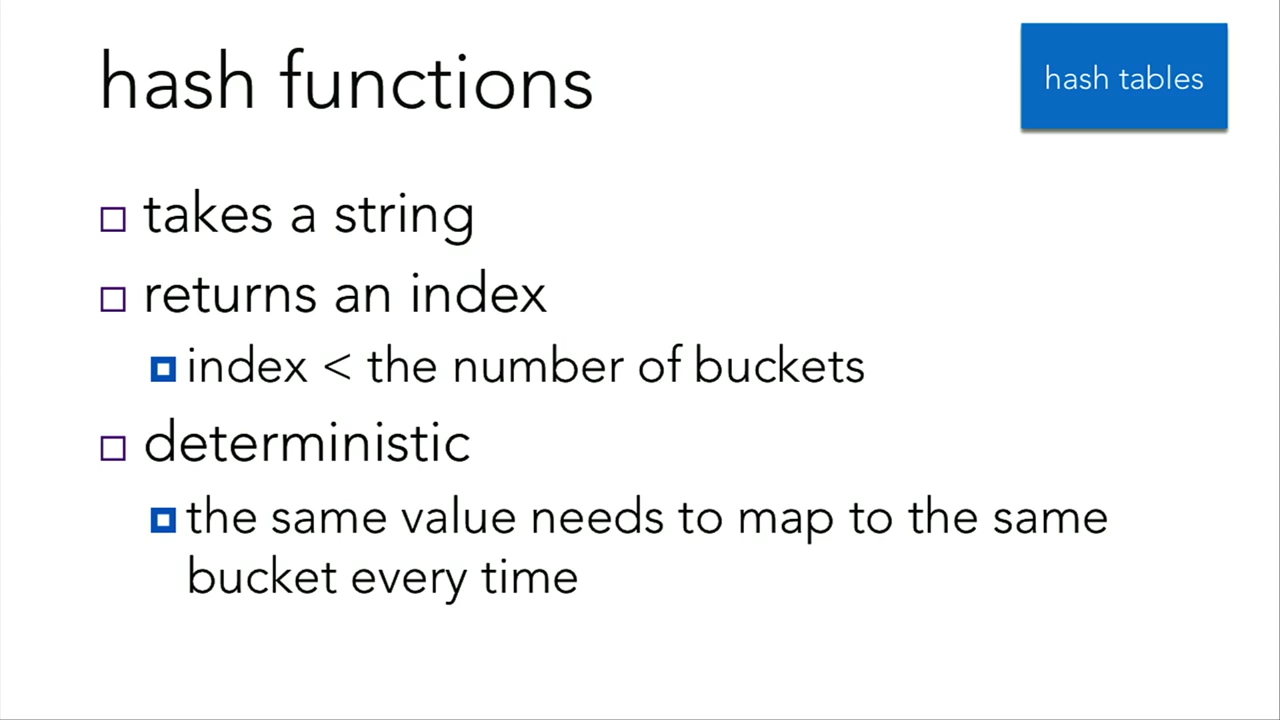 hash functions
hash tables
takes a string
returns an index
index < the number of buckets
deterministic
the same value needs to map to the same
bucket every time